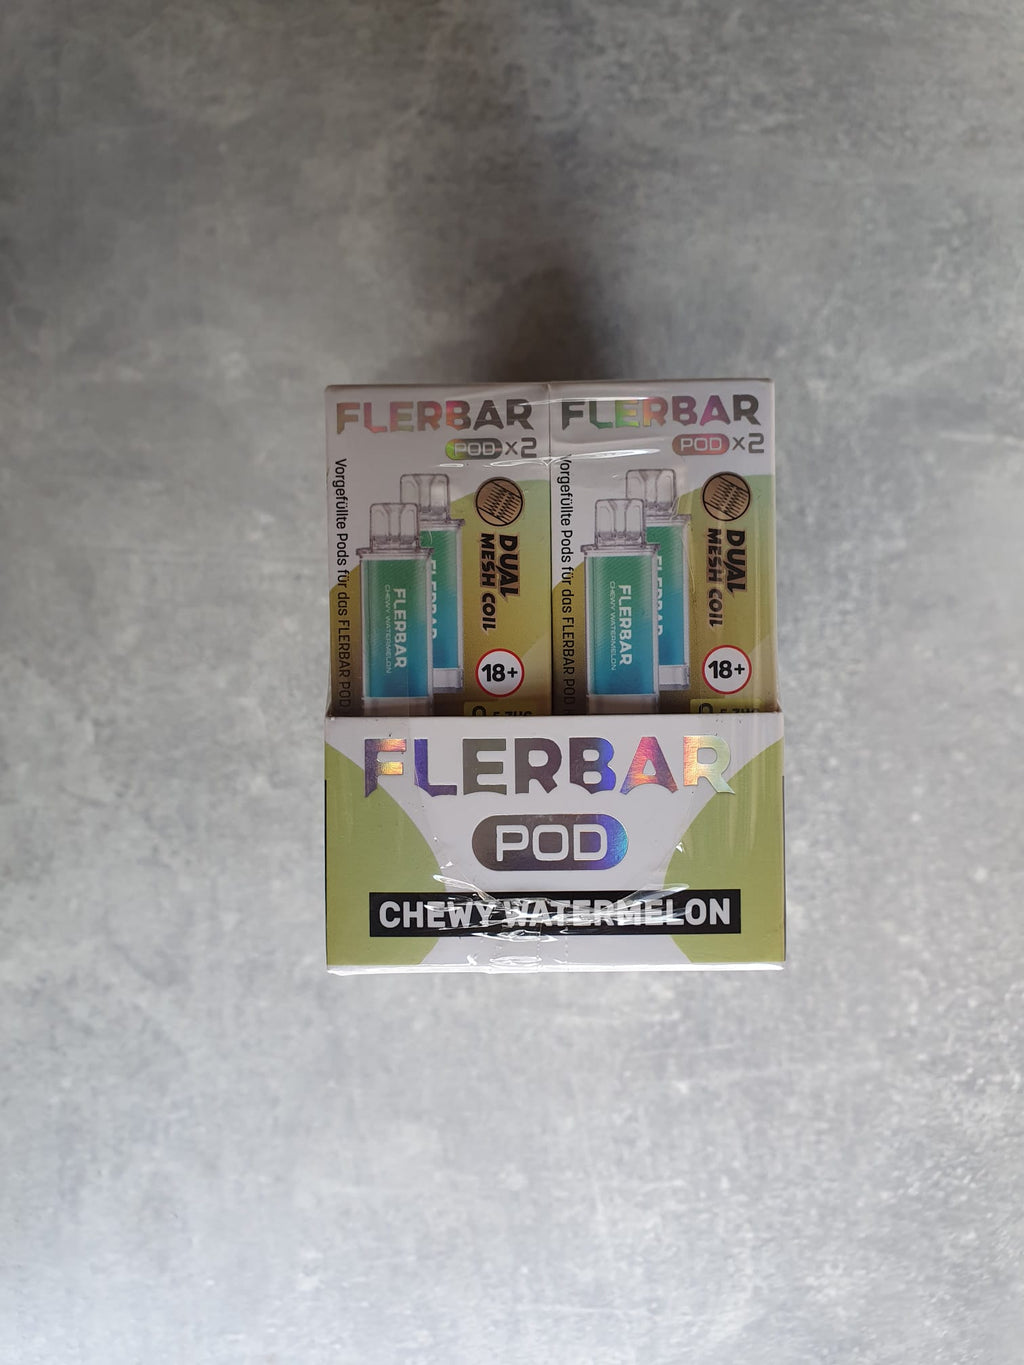 FLERBAR
POD x2
Vorgefüllte Pods für das FLERBAR POD
DUAL
MESH COIL
FLERBAR
CHEWY WATERMELON
FLERBAR
18+
FLERBAR
POD x2
Vorgefüllte Pods für das FLERBAR POD
DUAL
MESH COIL
FLERBAR
CHEWY WATERMELON
FLERBAR
18+
FLERBAR
POD
CHEWY WATERMELON